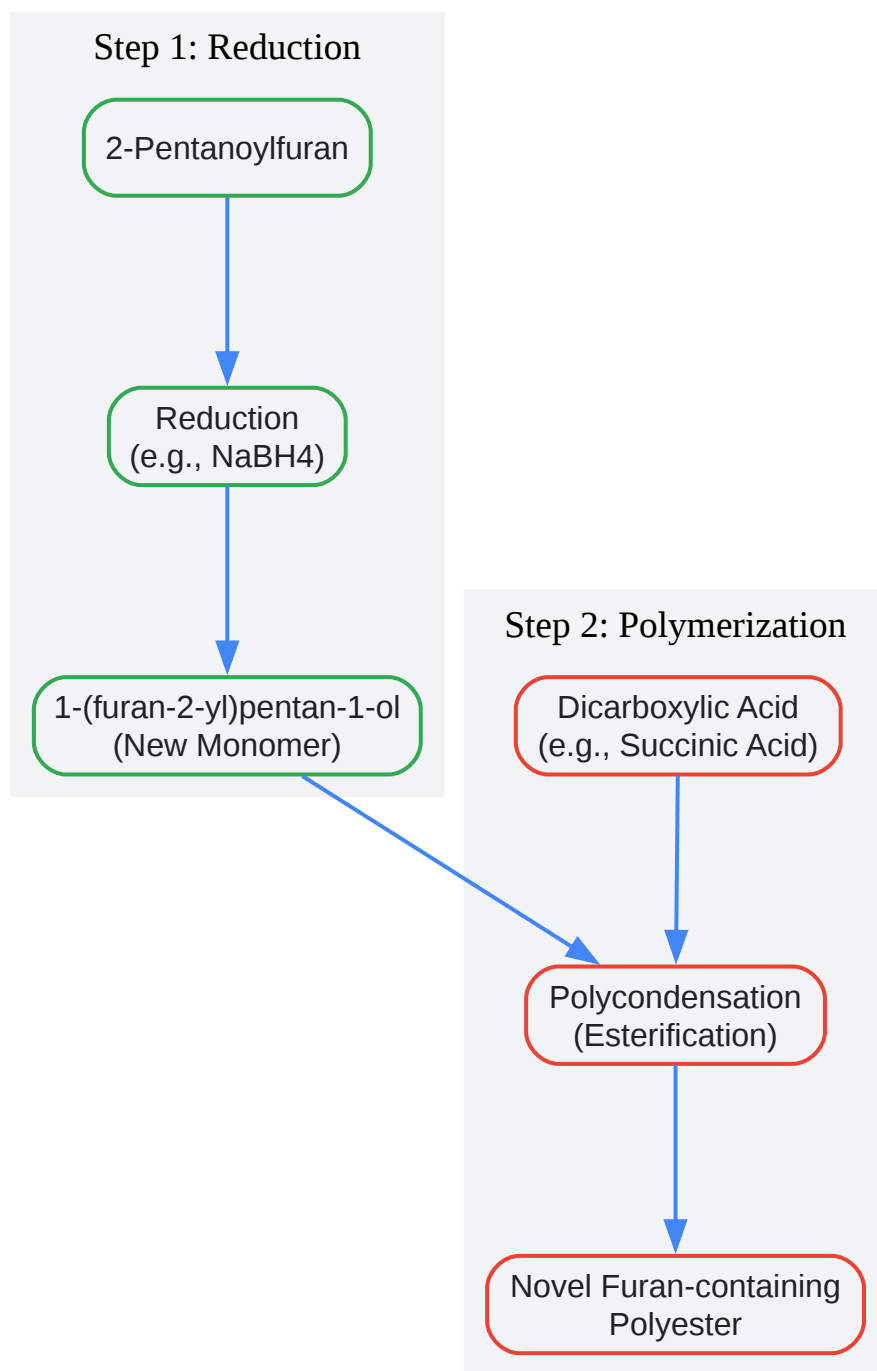 Step 1: Reduction
2-Pentanoylfuran
Reduction
(e.g., NaBH4)
1-(furan-2-yl)pentan-1-ol
(New Monomer)
Step 2: Polymerization
Dicarboxylic Acid
(e.g., Succinic Acid)
Polycondensation
(Esterification)
Novel Furan-containing
Polyester